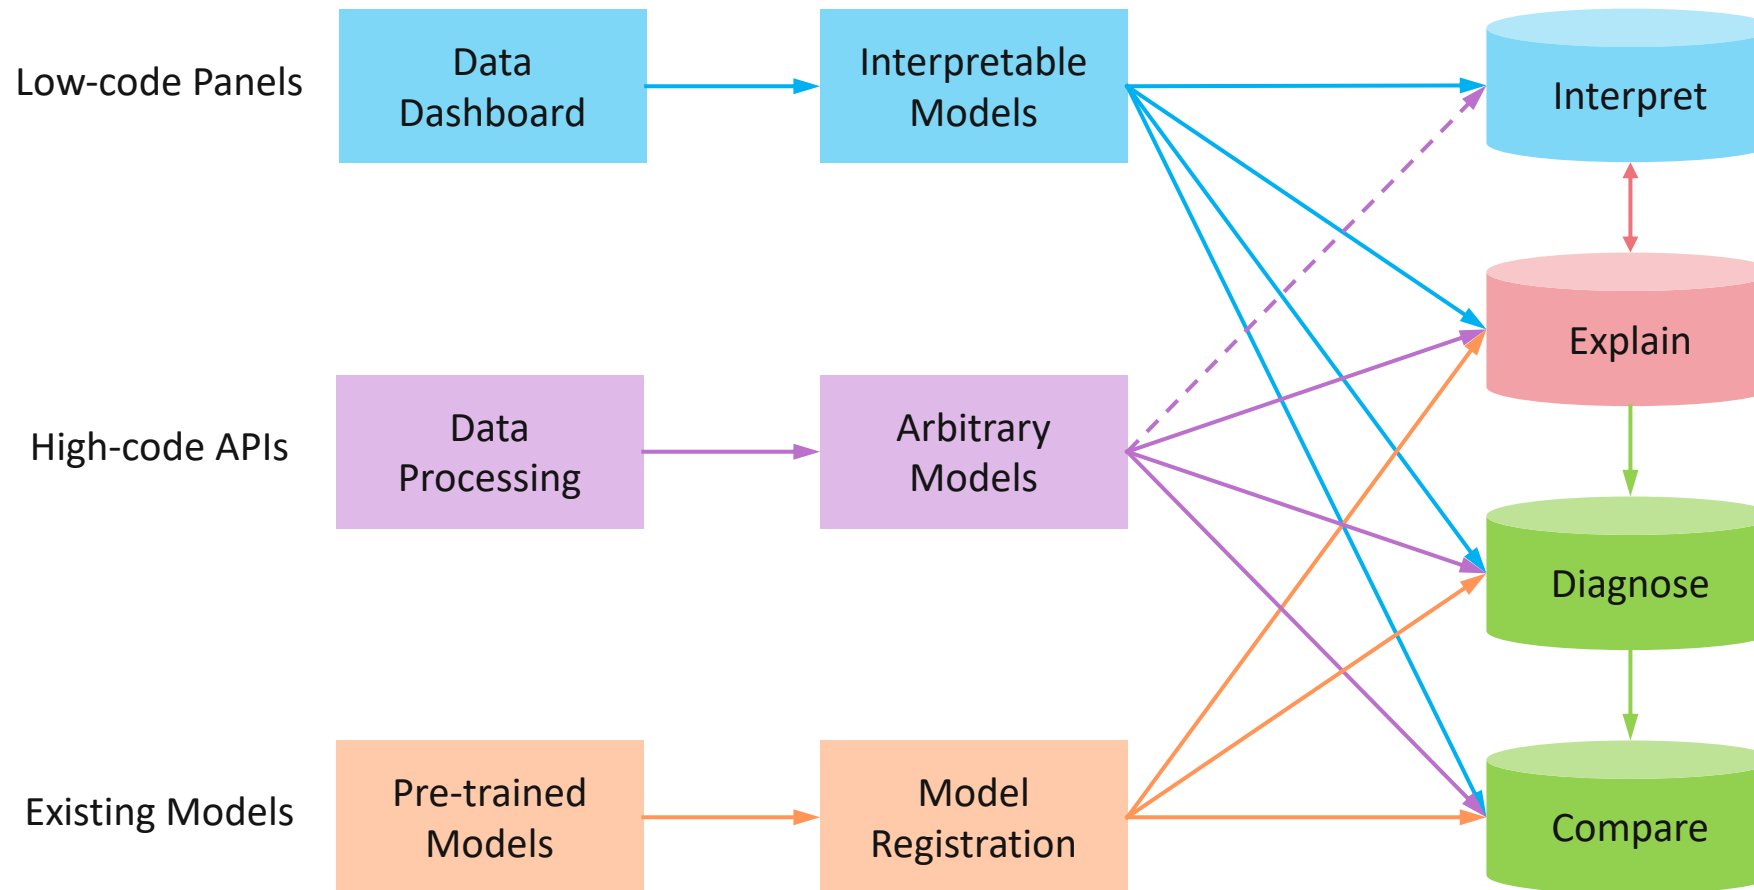 Low-code Panels
Data
Dashboard
Interpretable
Models
Interpret
Explain
High-code APIs
Data
Processing
Arbitrary
Models
Diagnose
Existing Models
Pre-trained
Models
Model
Registration
Compare